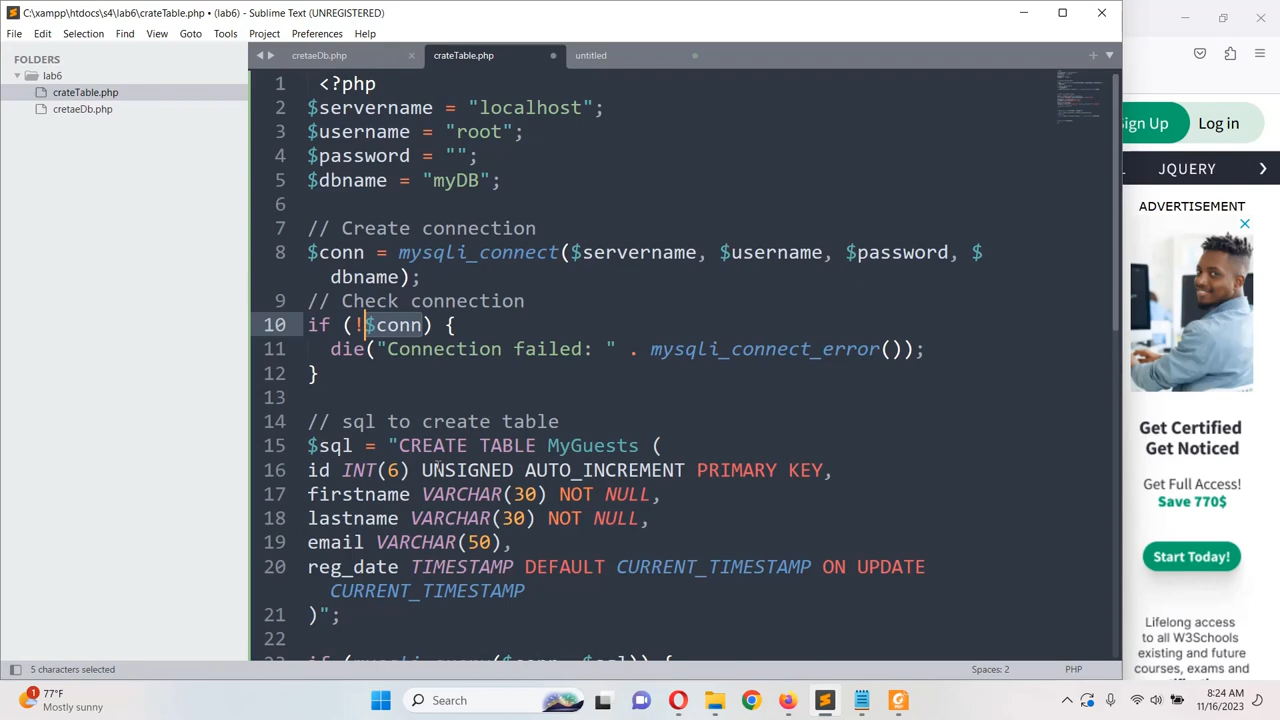 C:\xampp\htdocs\s4\lab6\crateTable.php • (lab6) - Sublime Text (UNREGISTERED)
File Edit Selection Find View Goto Tools Project Preferences Help
FOLDERS
lab6
crateTable.php
cretaeDb.php
cretaeDb.php
crateTable.php
untitled
1 <?php
2 $servername = "localhost";
3 $username = "root";
4 $password = "";
5 $dbname = "myDB";
6
7 // Create connection
8 $conn = mysqli_connect($servername, $username, $password, $
dbname);
9 // Check connection
10 if (!$conn) {
11 die("Connection failed: " . mysqli_connect_error());
12 }
13
14 // sql to create table
15 $sql = "CREATE TABLE MyGuests (
16 id INT(6) UNSIGNED AUTO_INCREMENT PRIMARY KEY,
17 firstname VARCHAR(30) NOT NULL,
18 lastname VARCHAR(30) NOT NULL,
19 email VARCHAR(50),
20 reg_date TIMESTAMP DEFAULT CURRENT_TIMESTAMP ON UPDATE
CURRENT_TIMESTAMP
21 )";
22
23 if (mysqli_query($conn, $sql)) {
5 characters selected
Spaces: 2
PHP
Sign Up
Log in
JQUERY
ADVERTISEMENT
Get Certified
Get Noticed
Get Full Access!
Save 770$
Start Today!
Lifelong access
to all W3Schools
existing and future
courses, exams and
77°F
Mostly sunny
1
Search
8:24 AM
11/16/2023